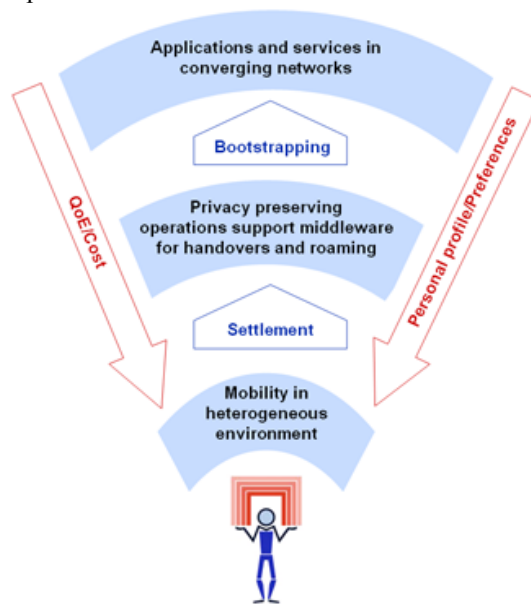 Applications and services in
converging networks
Bootstrapping
QoE/Cost
Personal profile/Preferences
Privacy preserving
operations support middleware
for handovers and roaming
Settlement
Mobility in
heterogeneous
environment